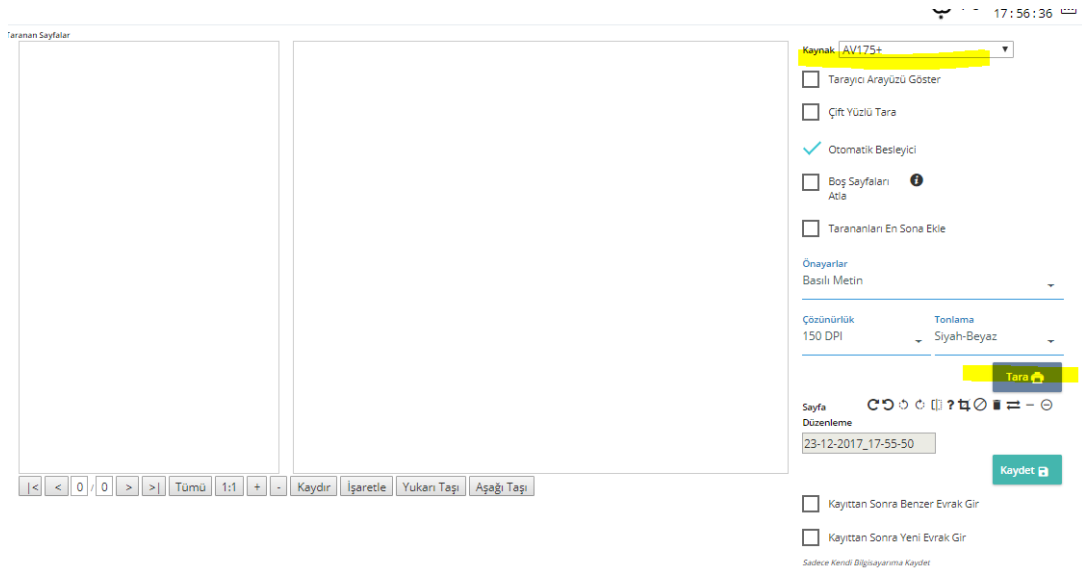 17:56:36
Taranan Sayfalar
Kaynak AV175+
Tarayıcı Arayüzü Göster
Çift Yüzlü Tara
Otomatik Besleyici
Boş Sayfaları
Atla
Tarananları En Sona Ekle
Önayarlar
Basılı Metin
Çözünürlük Tonlama
150 DPI Siyah-Beyaz
Tara
Sayfa
Düzenleme
23-12-2017_17-55-50
Kaydet
|< < 0 / 0 > >| Tümü 1:1 + - Kaydır İşaretle Yukarı Taşı Aşağı Taşı
Kayıttan Sonra Benzer Evrak Gir
Kayıttan Sonra Yeni Evrak Gir
Sadece Kendi Bilgisayarıma Kaydet